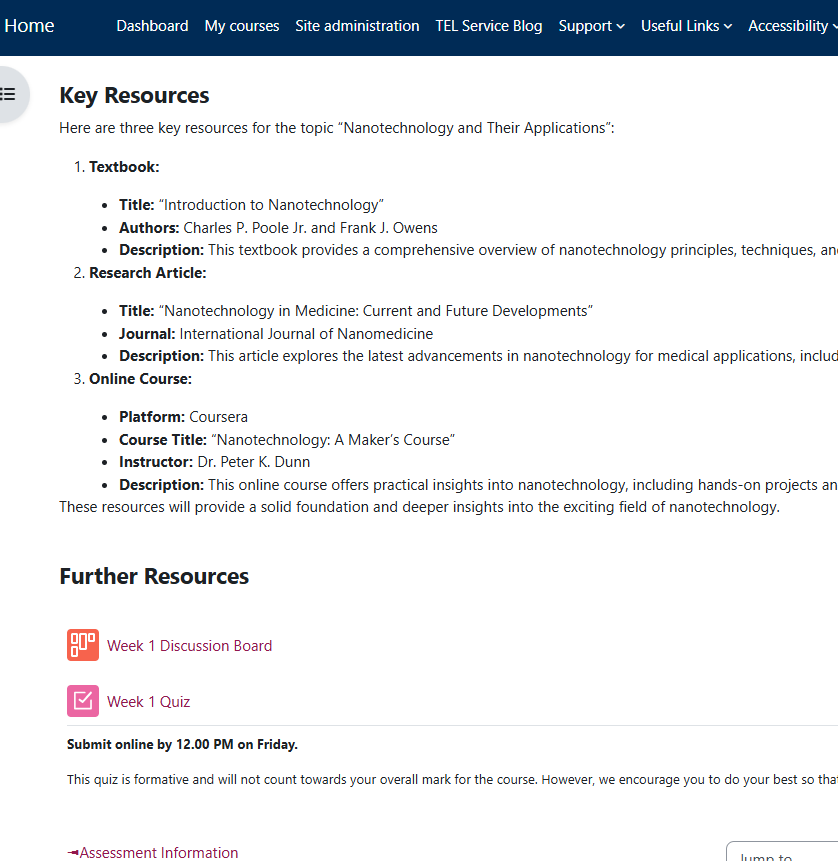 Home Dashboard My courses Site administration TEL Service Blog Support Useful Links Accessibility
Key Resources
Here are three key resources for the topic “Nanotechnology and Their Applications”:
1. Textbook:
• Title: “Introduction to Nanotechnology”
• Authors: Charles P. Poole Jr. and Frank J. Owens
• Description: This textbook provides a comprehensive overview of nanotechnology principles, techniques, an
2. Research Article:
• Title: “Nanotechnology in Medicine: Current and Future Developments”
• Journal: International Journal of Nanomedicine
• Description: This article explores the latest advancements in nanotechnology for medical applications, includ
3. Online Course:
• Platform: Coursera
• Course Title: “Nanotechnology: A Maker’s Course”
• Instructor: Dr. Peter K. Dunn
• Description: This online course offers practical insights into nanotechnology, including hands-on projects an
These resources will provide a solid foundation and deeper insights into the exciting field of nanotechnology.
Further Resources
Week 1 Discussion Board
Week 1 Quiz
Submit online by 12.00 PM on Friday.
This quiz is formative and will not count towards your overall mark for the course. However, we encourage you to do your best so tha
◄Assessment Information
Jump to